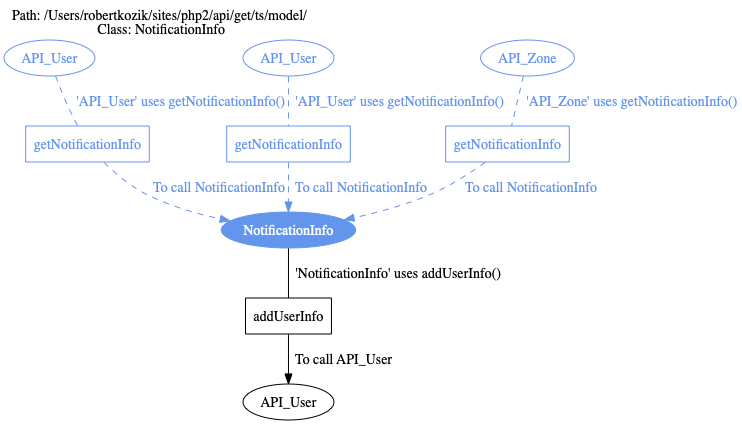 Path: /Users/robertkozik/sites/php2/api/get/ts/model/
Class: NotificationInfo
API_User
API_User
API_Zone
'API_User' uses getNotificationInfo()
'API_User' uses getNotificationInfo()
'API_Zone' uses getNotificationInfo()
getNotificationInfo
getNotificationInfo
getNotificationInfo
To call NotificationInfo
To call NotificationInfo
To call NotificationInfo
NotificationInfo
'NotificationInfo' uses addUserInfo()
addUserInfo
To call API_User
API_User